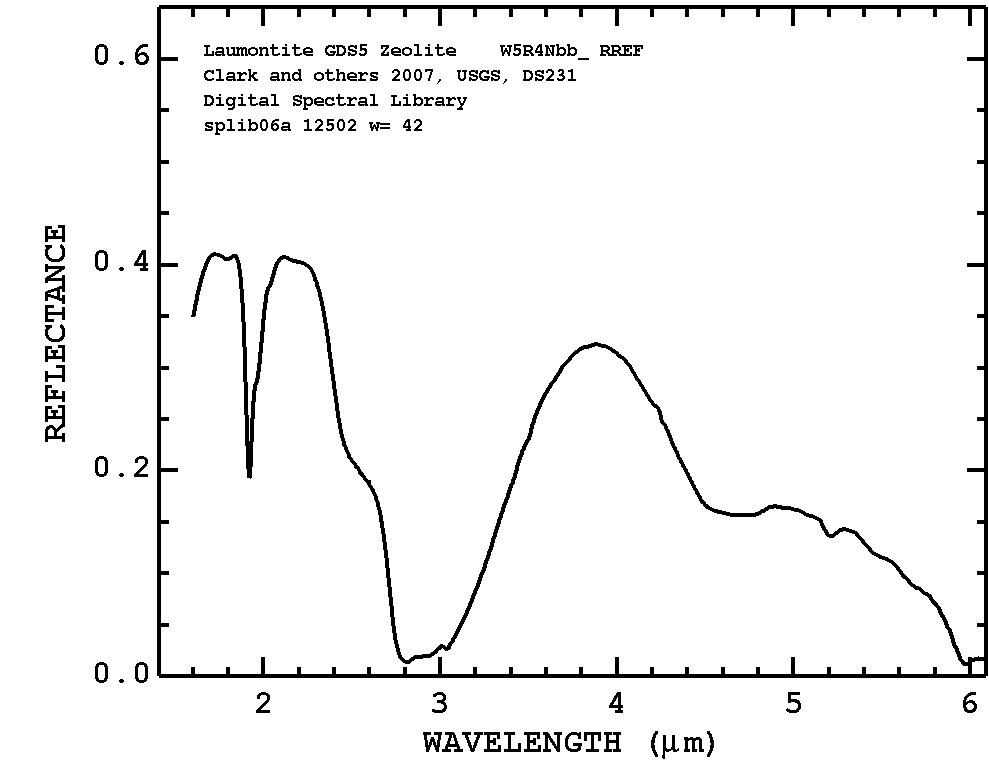 0.6
Laumontite GDS5 Zeolite W5R4Nbb_ RREF
Clark and others 2007, USGS, DS231
Digital Spectral Library
splib06a 12502 w= 42
0.4
REFLECTANCE
0.2
0.0
2 3 4 5 6
WAVELENGTH (μm)